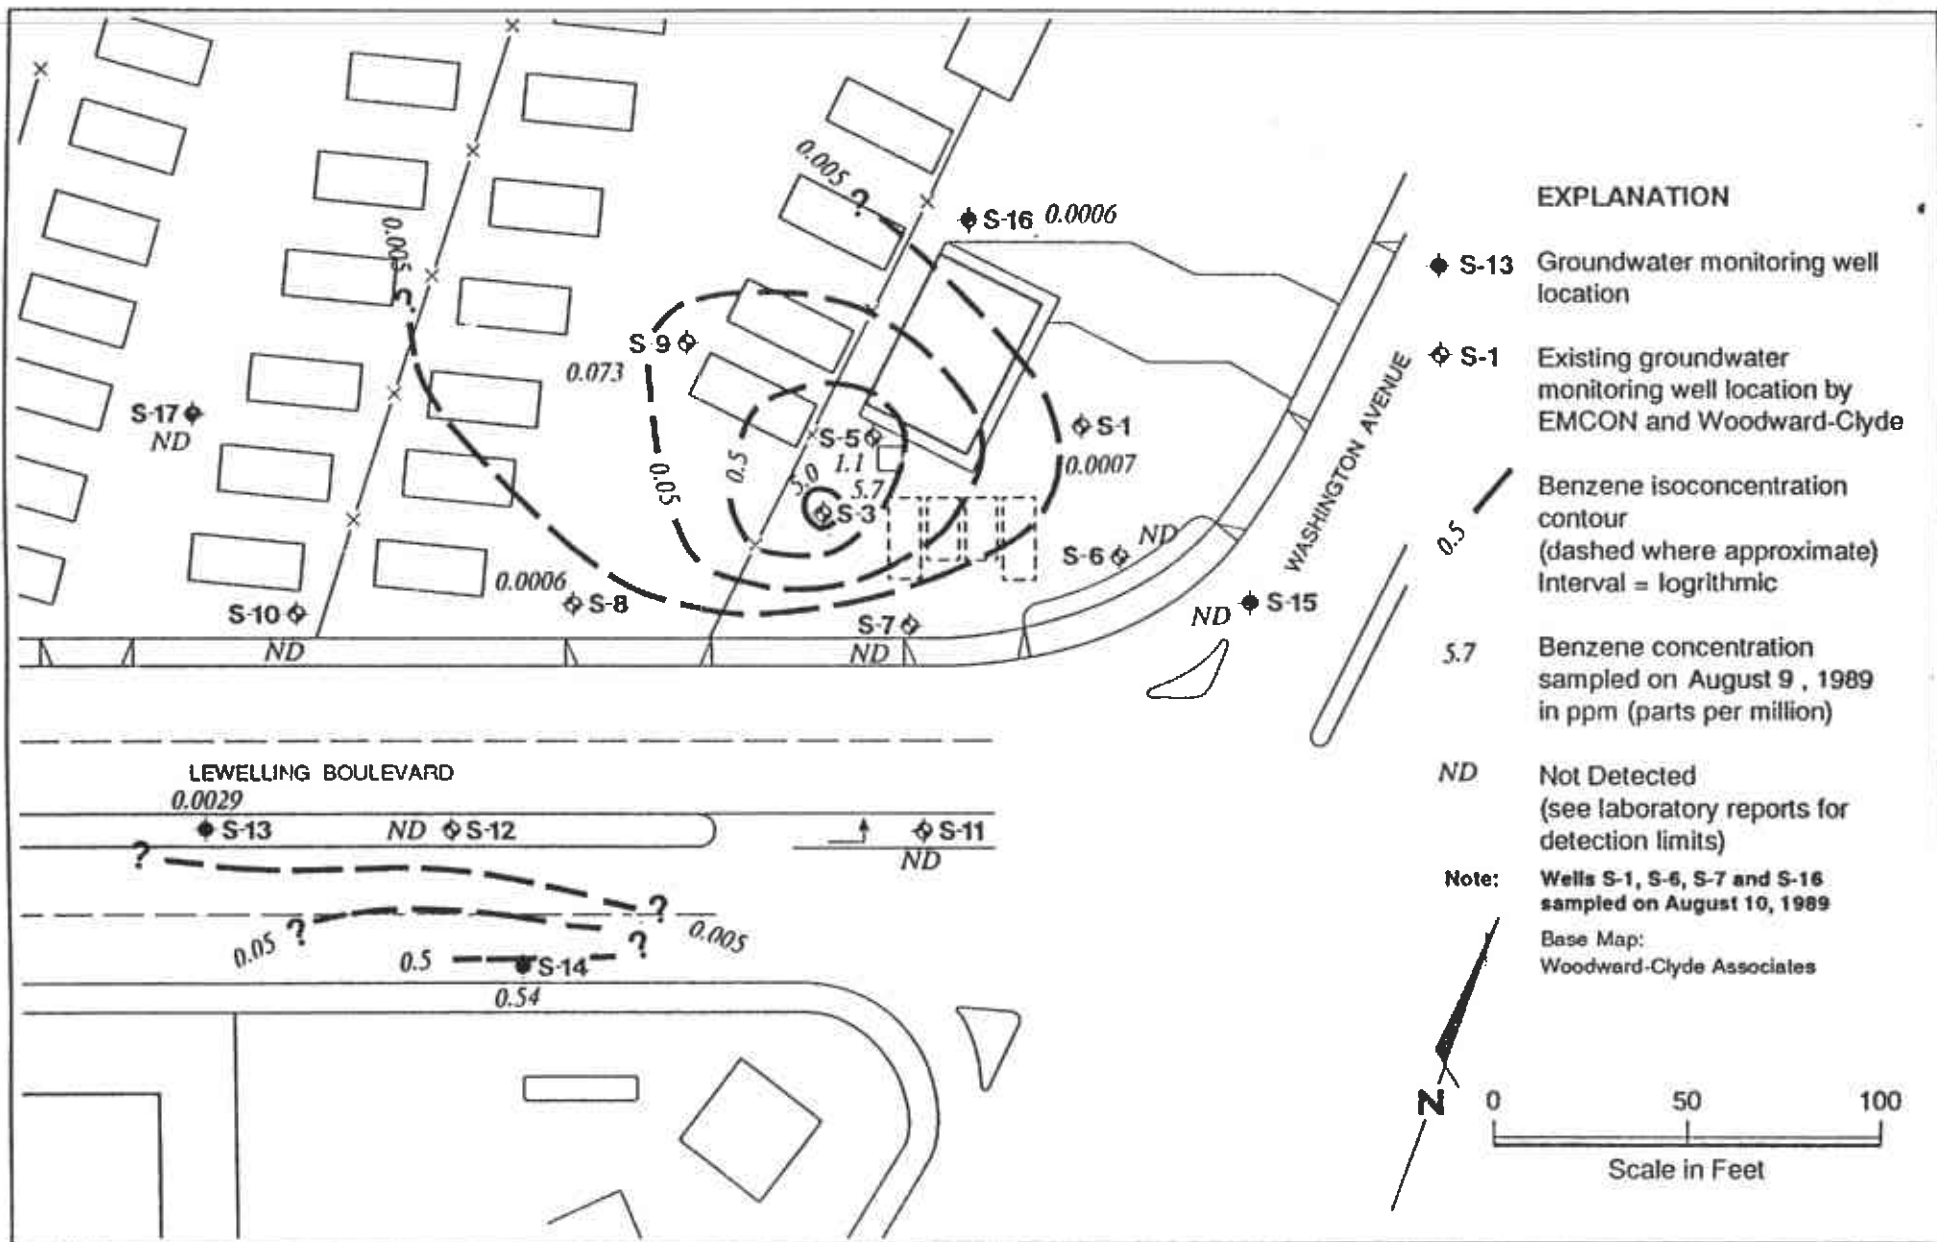 0.005
?
S-16 0.0006
0.005
?
S-9
0.073
S-17
ND
S-1
0.0007
S-5
1.1
0.5
0.05
5.0
5.7
S-3
S-6
ND
0.0006
S-8
S-10
ND
S-7
ND
ND
S-15
WASHINGTON AVENUE
LEWELLING BOULEVARD
0.0029
S-13
ND
S-12
S-11
ND
?
?
0.005
0.05
?
?
0.5
S-14
0.54
EXPLANATION
S-13
Groundwater monitoring well
location
S-1
Existing groundwater
monitoring well location by
EMCON and Woodward-Clyde
0.5
Benzene isoconcentration
contour
(dashed where approximate)
Interval = logrithmic
5.7
Benzene concentration
sampled on August 9 , 1989
in ppm (parts per million)
ND
Not Detected
(see laboratory reports for
detection limits)
Note:
Wells S-1, S-6, S-7 and S-16
sampled on August 10, 1989
Base Map:
Woodward-Clyde Associates
N
0 50 100
Scale in Feet